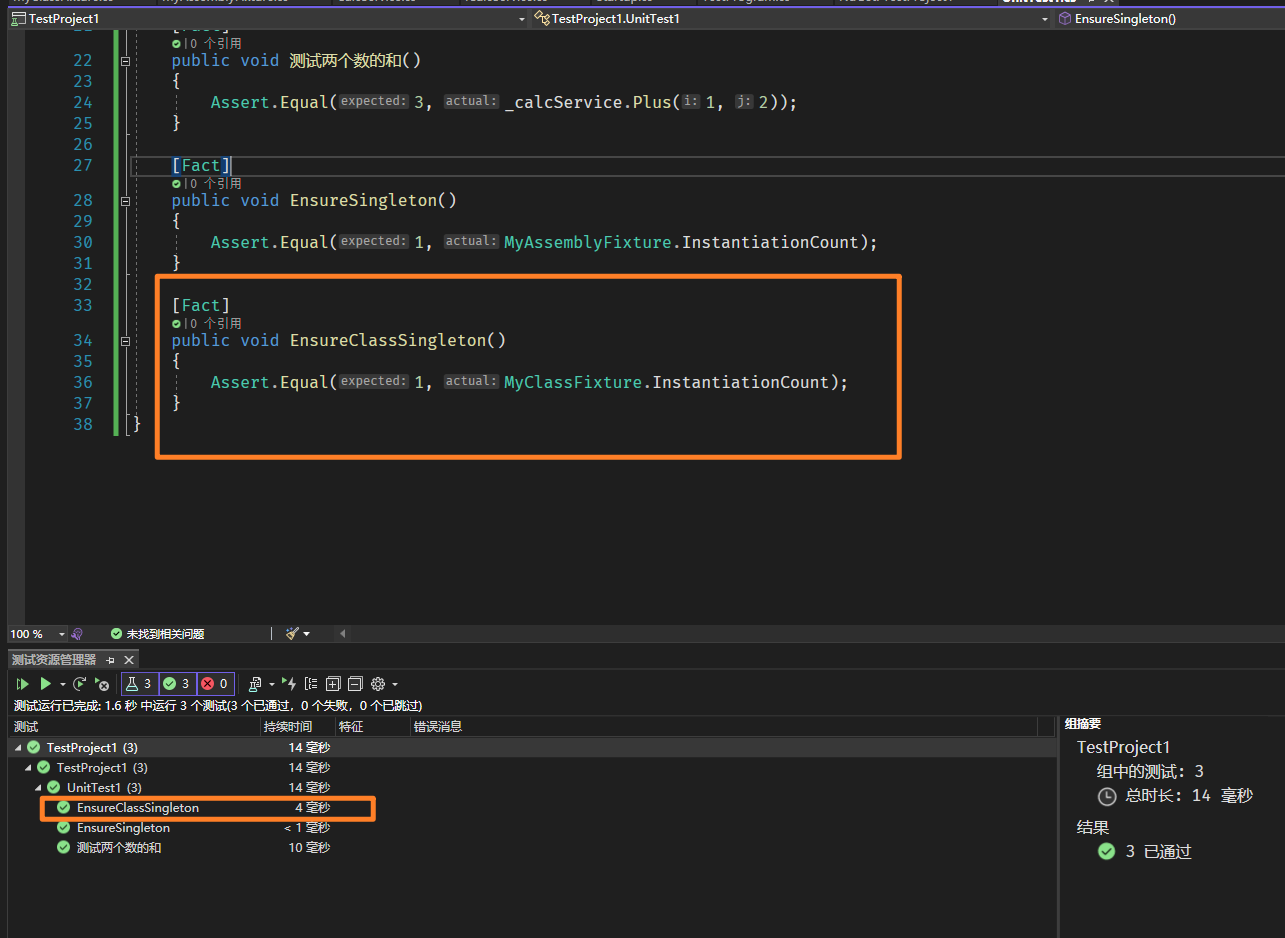 TestProject1
TestProject1.UnitTest1
EnsureSingleton()
0 个引用
22 public void 测试两个数的和()
23 {
24 Assert.Equal(expected: 3, actual: _calcService.Plus(i: 1, j: 2));
25 }
26
27 [Fact]
0 个引用
28 public void EnsureSingleton()
29 {
30 Assert.Equal(expected: 1, actual: MyAssemblyFixture.InstantiationCount);
31 }
32
33 [Fact]
0 个引用
34 public void EnsureClassSingleton()
35 {
36 Assert.Equal(expected: 1, actual: MyClassFixture.InstantiationCount);
37 }
38 }
100 % 未找到相关问题
测试资源管理器
3 3 0
测试运行已完成: 1.6 秒 中运行 3 个测试(3 个已通过, 0 个失败, 0 个已跳过)
测试 持续时间 特征 错误消息
TestProject1 (3) 14 毫秒
TestProject1 (3) 14 毫秒
UnitTest1 (3) 14 毫秒
EnsureClassSingleton 4 毫秒
EnsureSingleton < 1 毫秒
测试两个数的和 10 毫秒
组摘要
TestProject1
组中的测试: 3
总时长: 14 毫秒
结果
3 已通过